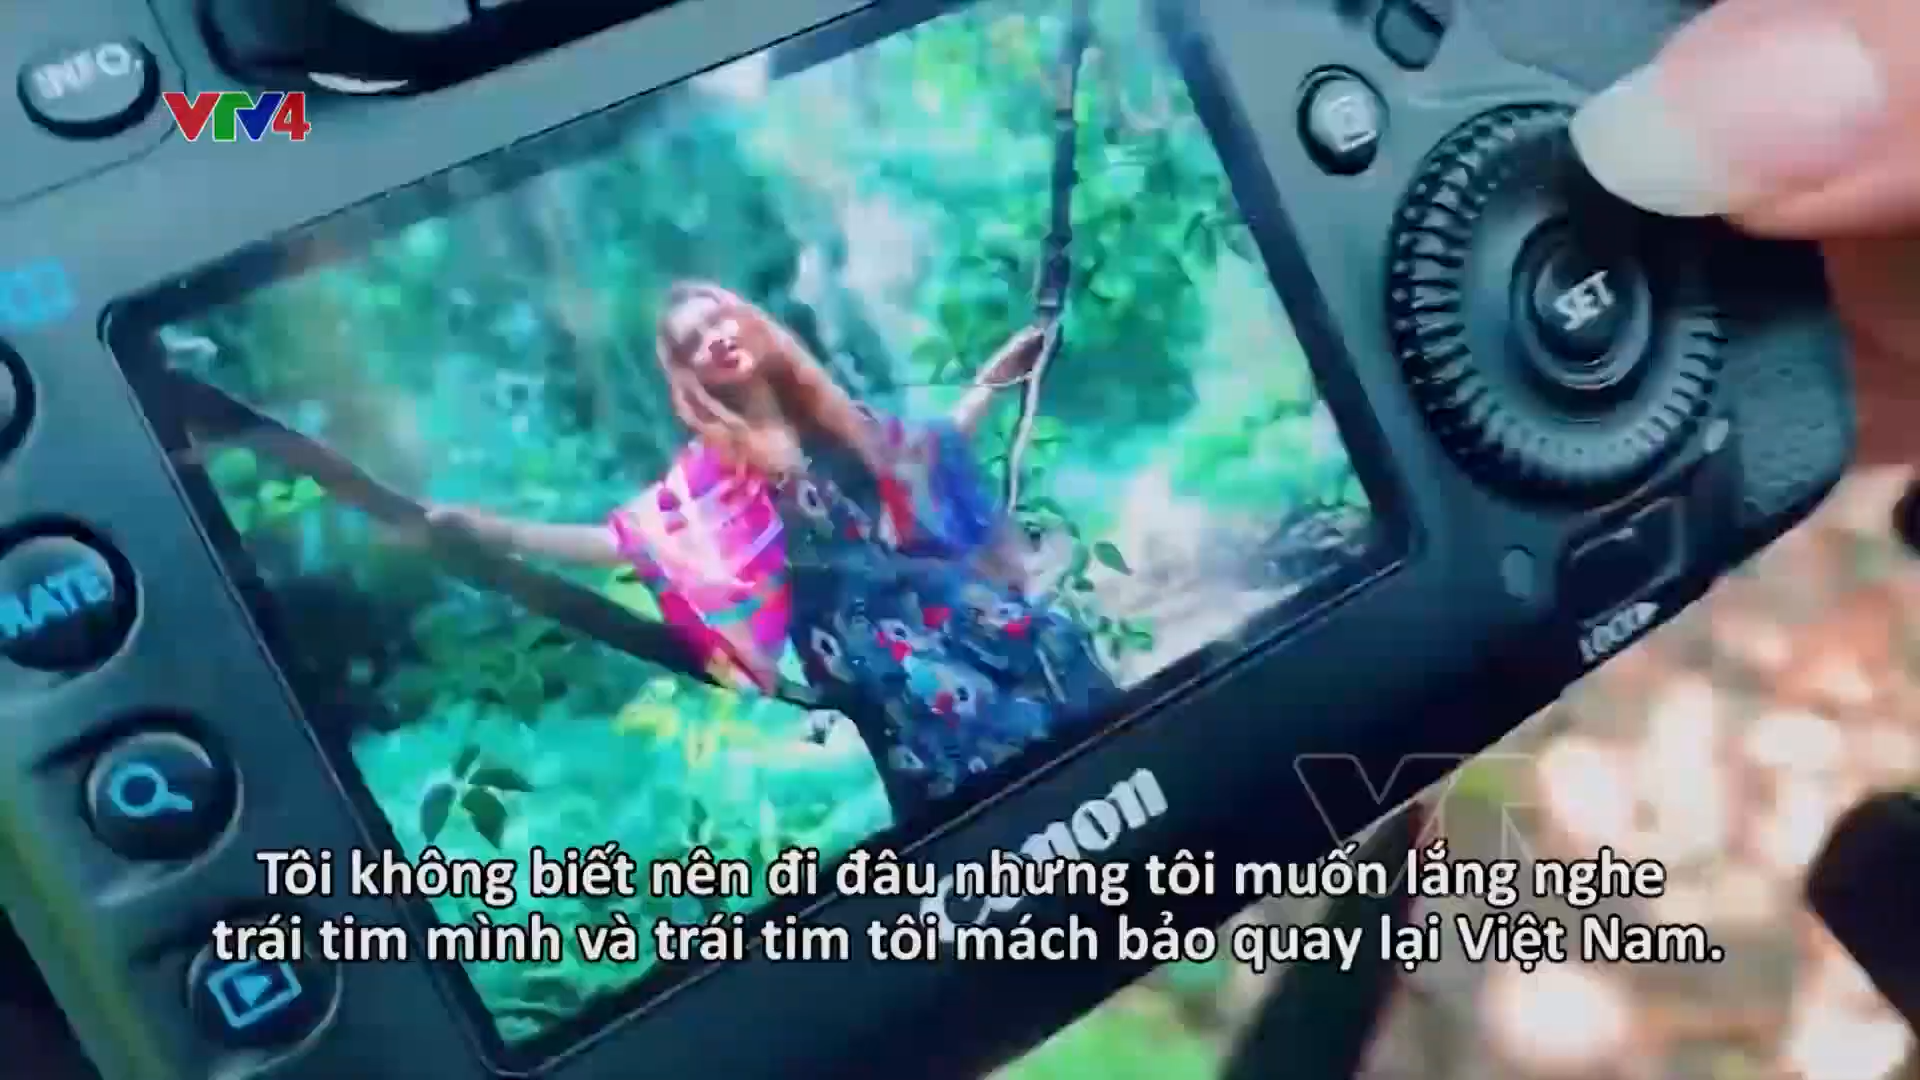 INFO.
VTV4
SET
RATE
LOCK▶
Canon
Tôi không biết nên đi đâu nhưng tôi muốn lắng nghe
trái tim mình và trái tim tôi mách bảo quay lại Việt Nam.